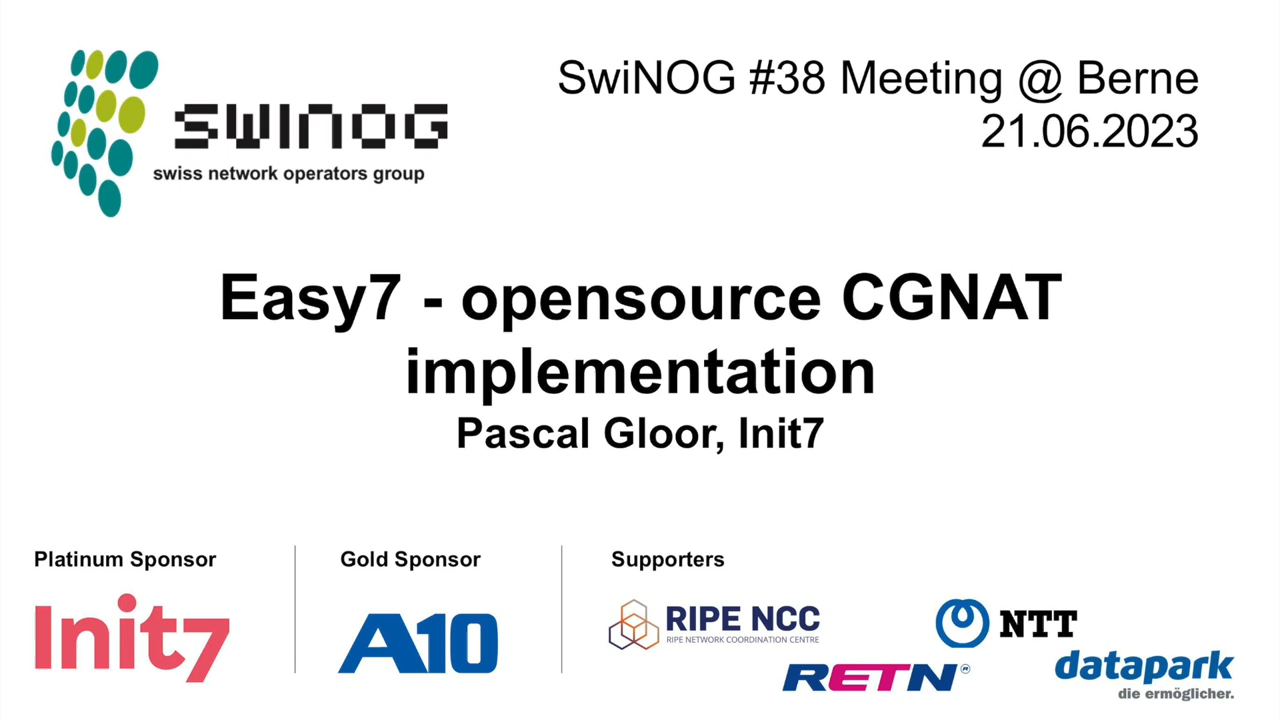 SwiNOG #38 Meeting @ Berne
21.06.2023
SWINOG
swiss network operators group
Easy7 - opensource CGNAT
implementation
Pascal Gloor, Init7
Platinum Sponsor
Gold Sponsor
Supporters
Init7
A10
RIPE NCC
RIPE NETWORK COORDINATION CENTRE
NTT
RETN®
datapark
die ermöglicher.